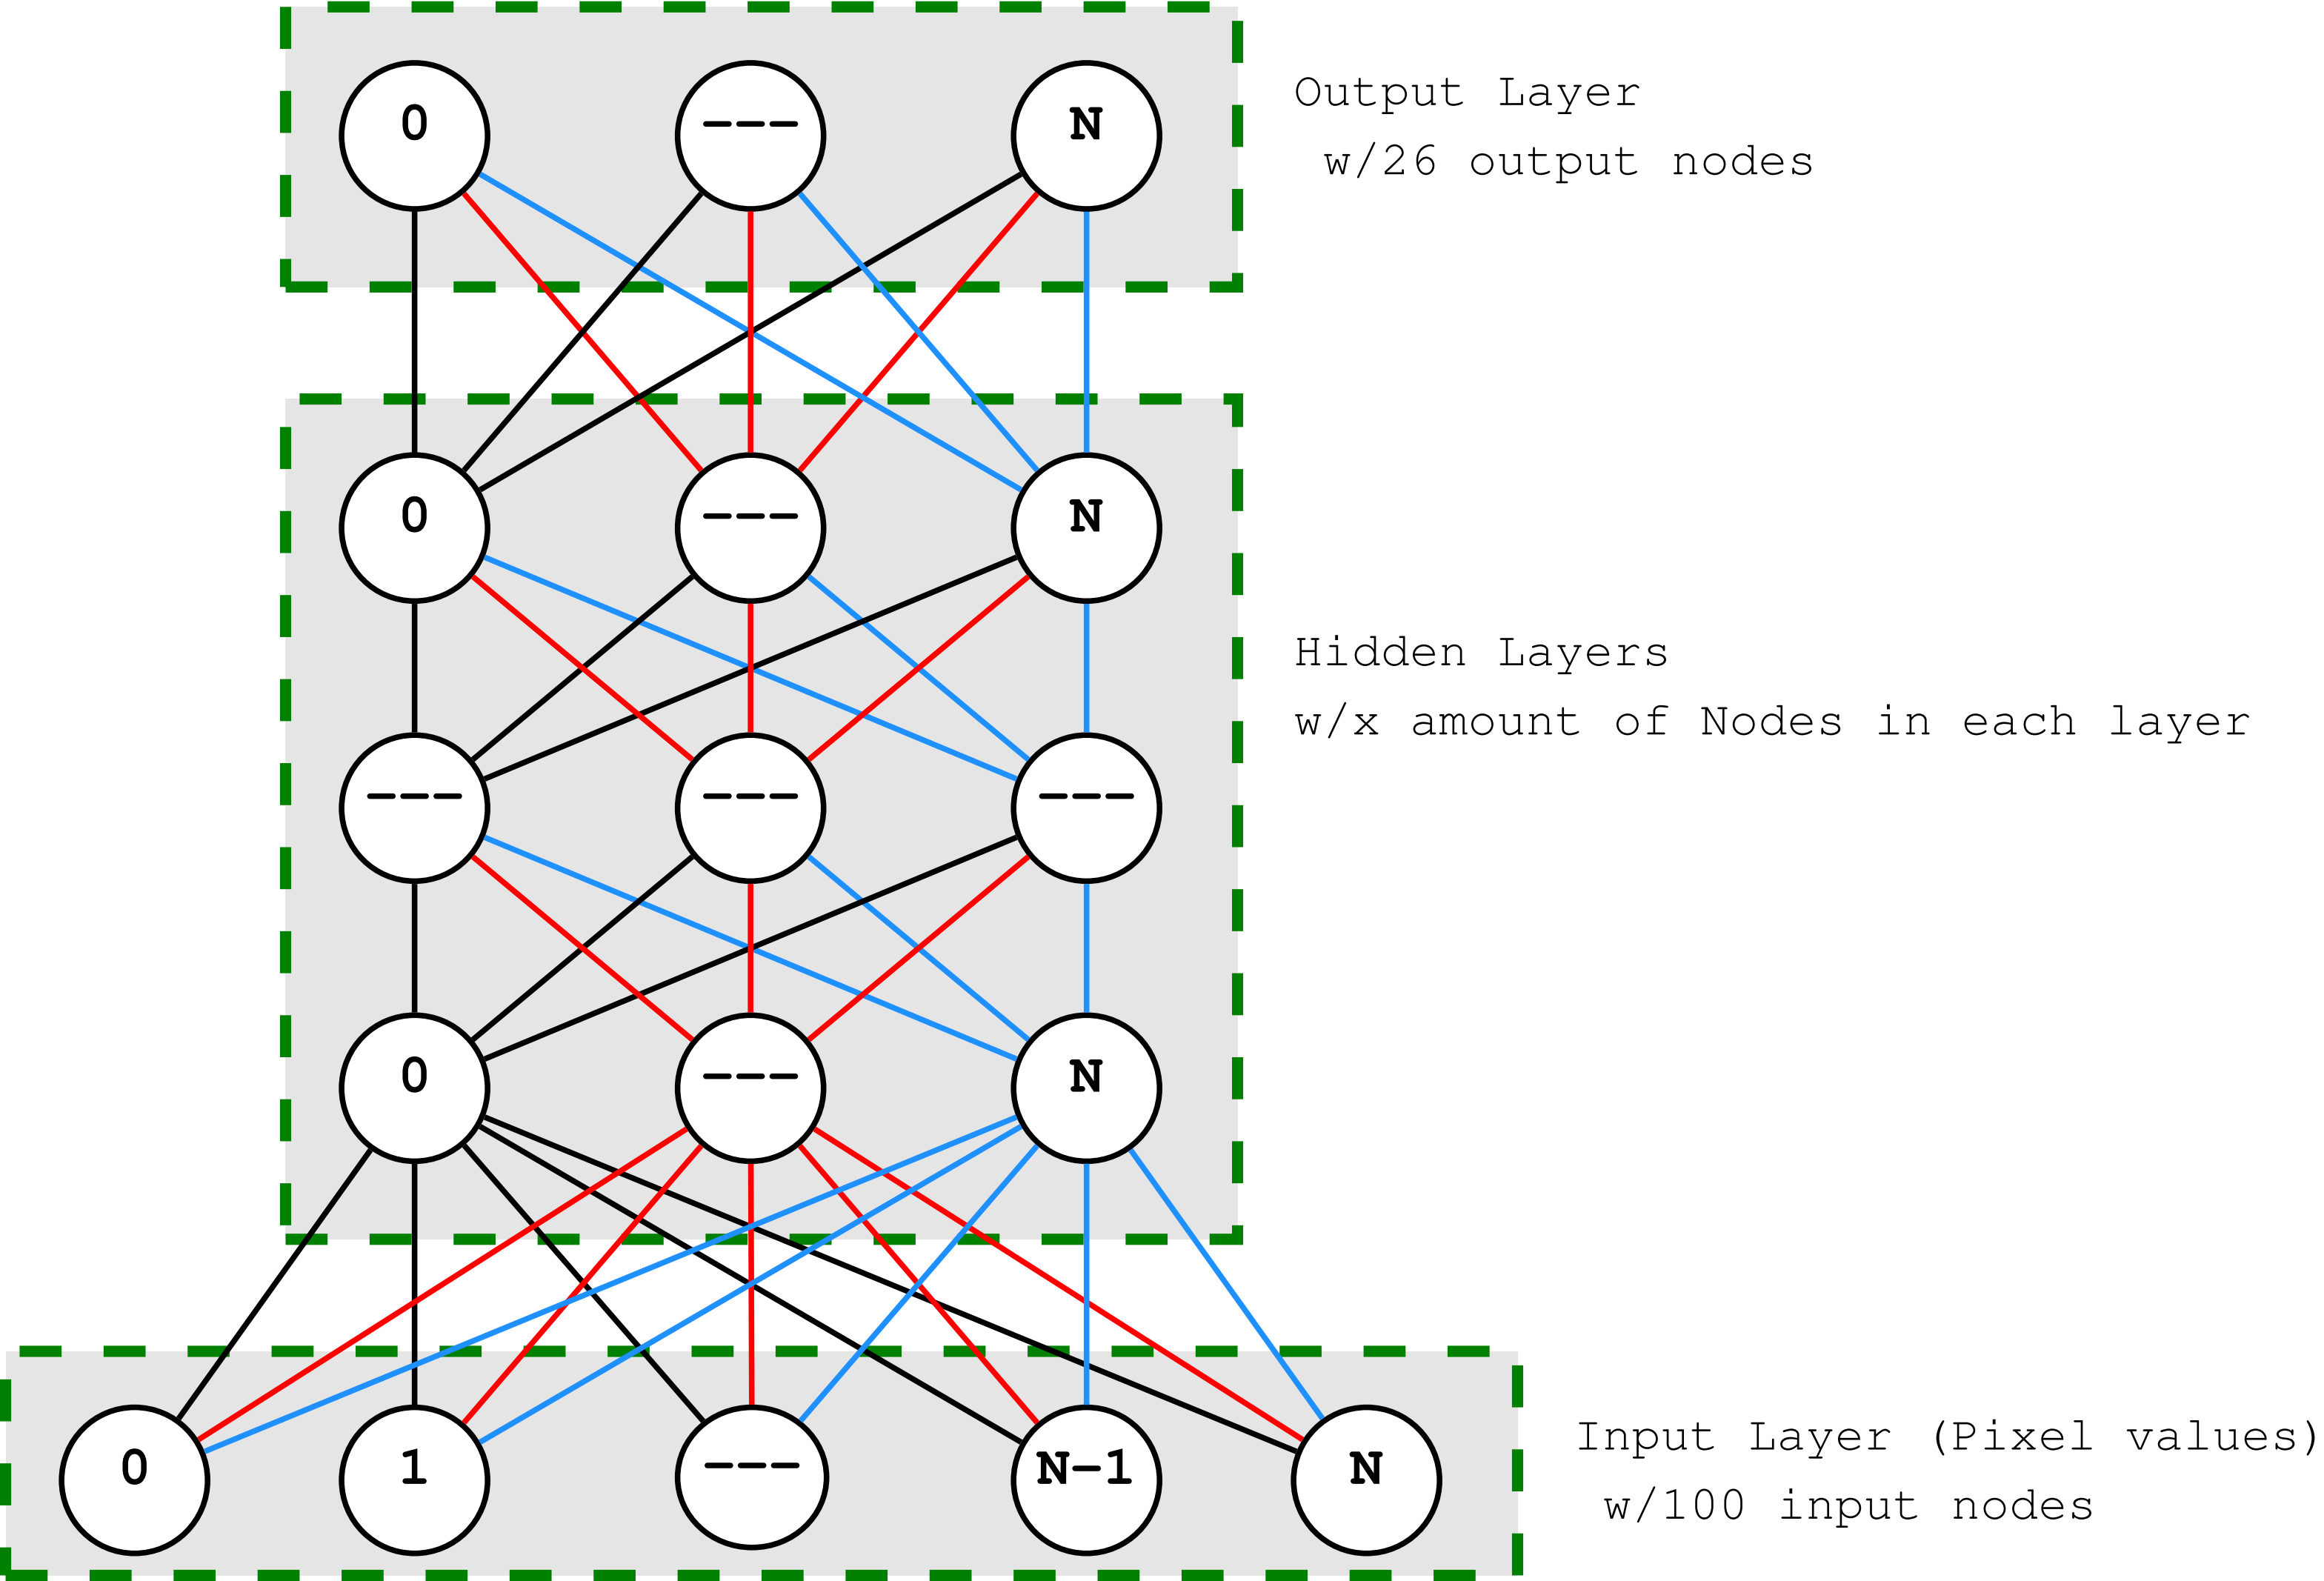 0 --- N
Output Layer
w/26 output nodes
0 --- N
Hidden Layers
w/x amount of Nodes in each layer
--- --- ---
0 --- N
0 1 --- N-1 N
Input Layer (Pixel values)
w/100 input nodes